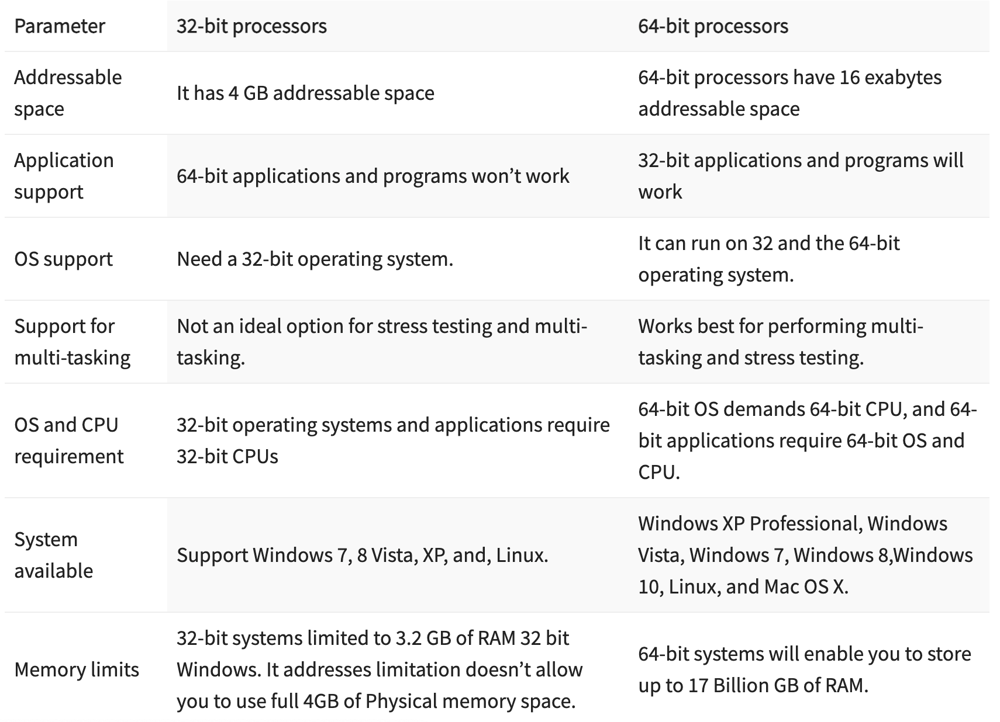 Parameter
32-bit processors
64-bit processors
Addressable
space
It has 4 GB addressable space
64-bit processors have 16 exabytes
addressable space
Application
support
64-bit applications and programs won’t work
32-bit applications and programs will
work
OS support
Need a 32-bit operating system.
It can run on 32 and the 64-bit
operating system.
Support for
multi-tasking
Not an ideal option for stress testing and multi-
tasking.
Works best for performing multi-
tasking and stress testing.
OS and CPU
requirement
32-bit operating systems and applications require
32-bit CPUs
64-bit OS demands 64-bit CPU, and 64-
bit applications require 64-bit OS and
CPU.
System
available
Support Windows 7, 8 Vista, XP, and, Linux.
Windows XP Professional, Windows
Vista, Windows 7, Windows 8,Windows
10, Linux, and Mac OS X.
Memory limits
32-bit systems limited to 3.2 GB of RAM 32 bit
Windows. It addresses limitation doesn’t allow
you to use full 4GB of Physical memory space.
64-bit systems will enable you to store
up to 17 Billion GB of RAM.